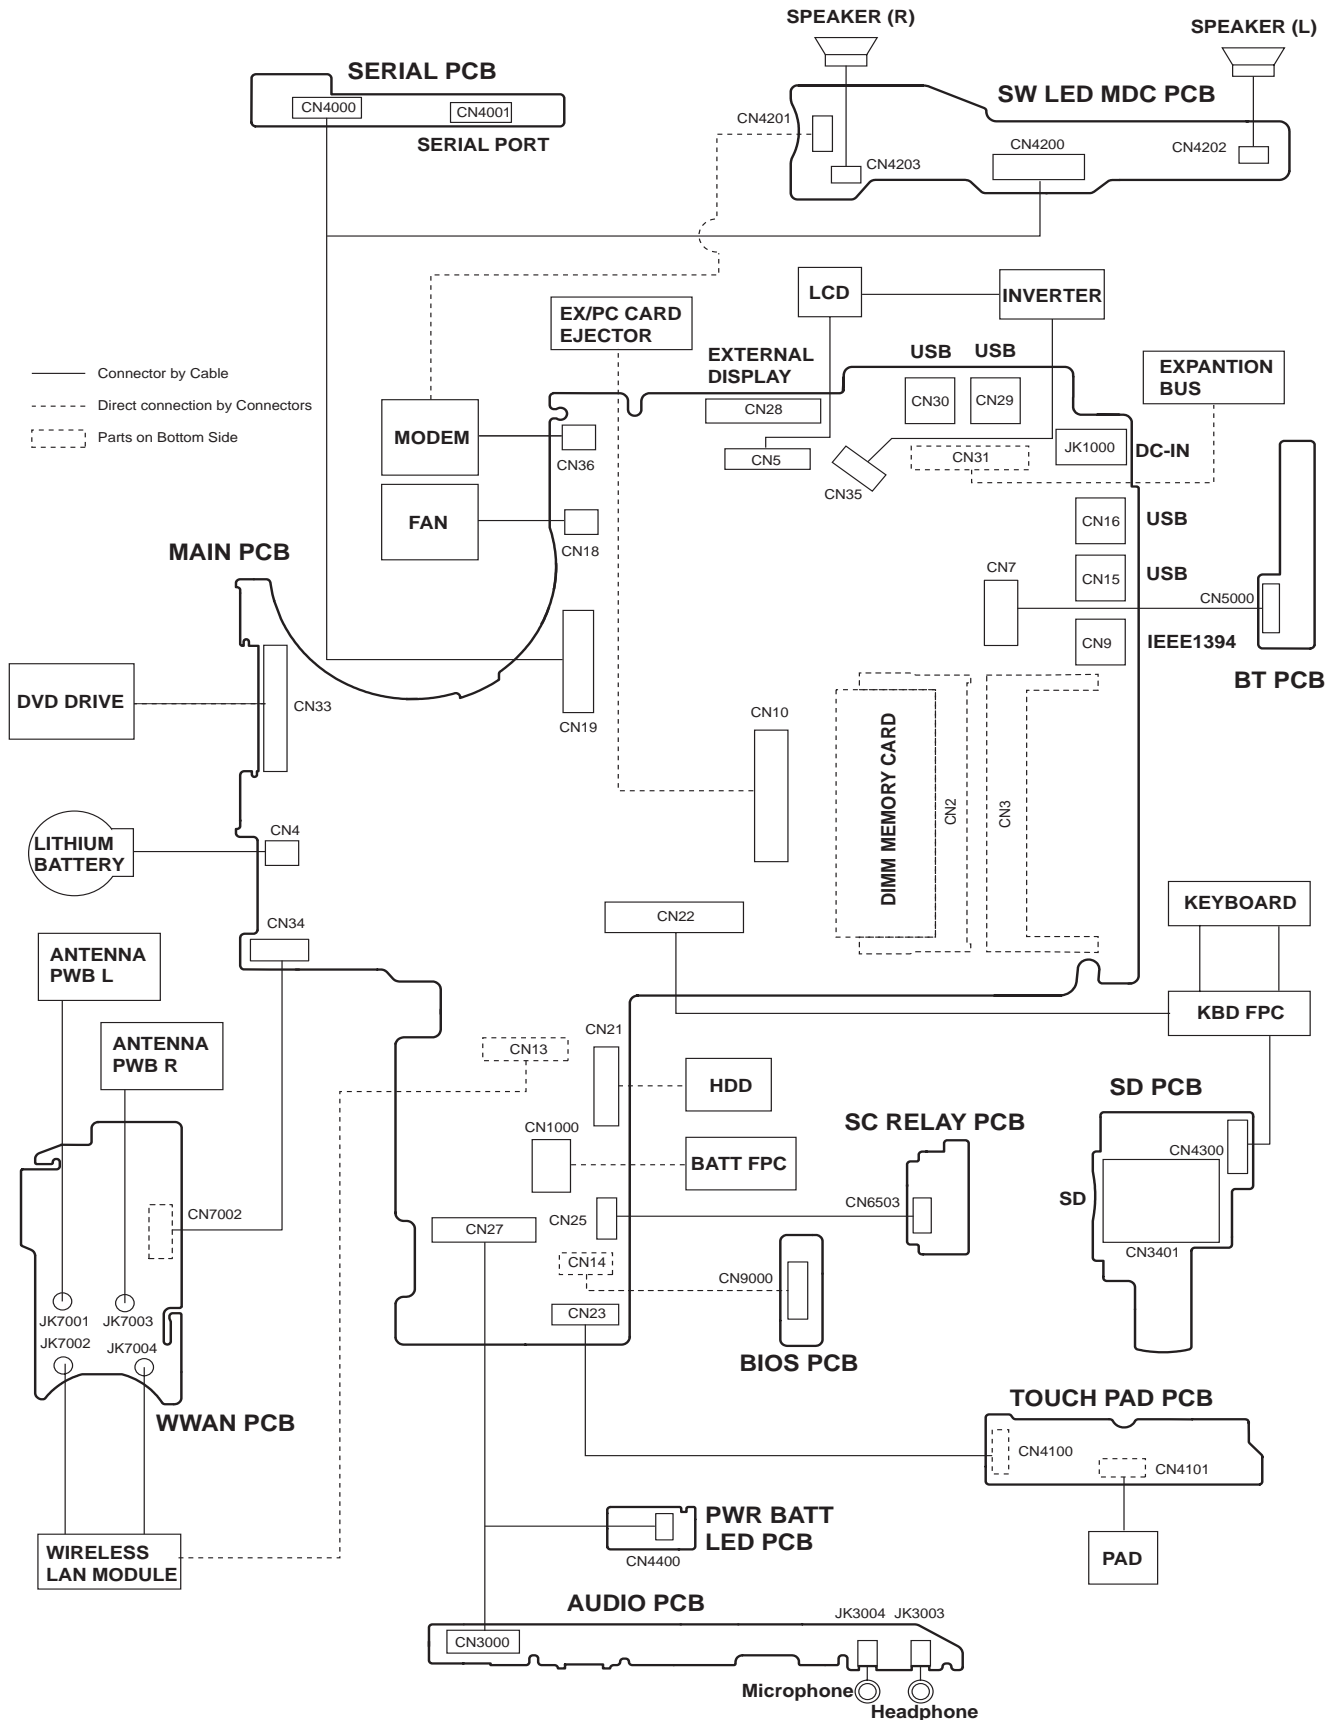 SPEAKER (R)
SPEAKER (L)
SERIAL PCB
CN4000
CN4001
SERIAL PORT
SW LED MDC PCB
CN4201
CN4200
CN4202
CN4203
LCD
INVERTER
EX/PC CARD
EJECTOR
EXTERNAL
DISPLAY
USB
USB
EXPANTION
BUS
Connector by Cable
Direct connection by Connectors
Parts on Bottom Side
CN28
CN30
CN29
MODEM
CN36
CN5
CN35
CN31
JK1000
DC-IN
FAN
CN18
CN16
USB
MAIN PCB
CN7
CN15
USB
CN5000
CN9
IEEE1394
BT PCB
DVD DRIVE
CN33
CN19
CN10
DIMM MEMORY CARD
CN2
CN3
LITHIUM
BATTERY
CN4
CN22
KEYBOARD
CN34
ANTENNA
PWB L
KBD FPC
ANTENNA
PWB R
CN13
CN21
HDD
SD PCB
CN1000
BATT FPC
SC RELAY PCB
CN4300
SD
CN7002
CN27
CN25
CN6503
CN3401
CN14
CN9000
CN23
JK7001
JK7003
JK7002
JK7004
BIOS PCB
WWAN PCB
TOUCH PAD PCB
CN4100
CN4101
PWR BATT
LED PCB
CN4400
WIRELESS
LAN MODULE
PAD
AUDIO PCB
JK3004
JK3003
CN3000
Microphone
Headphone